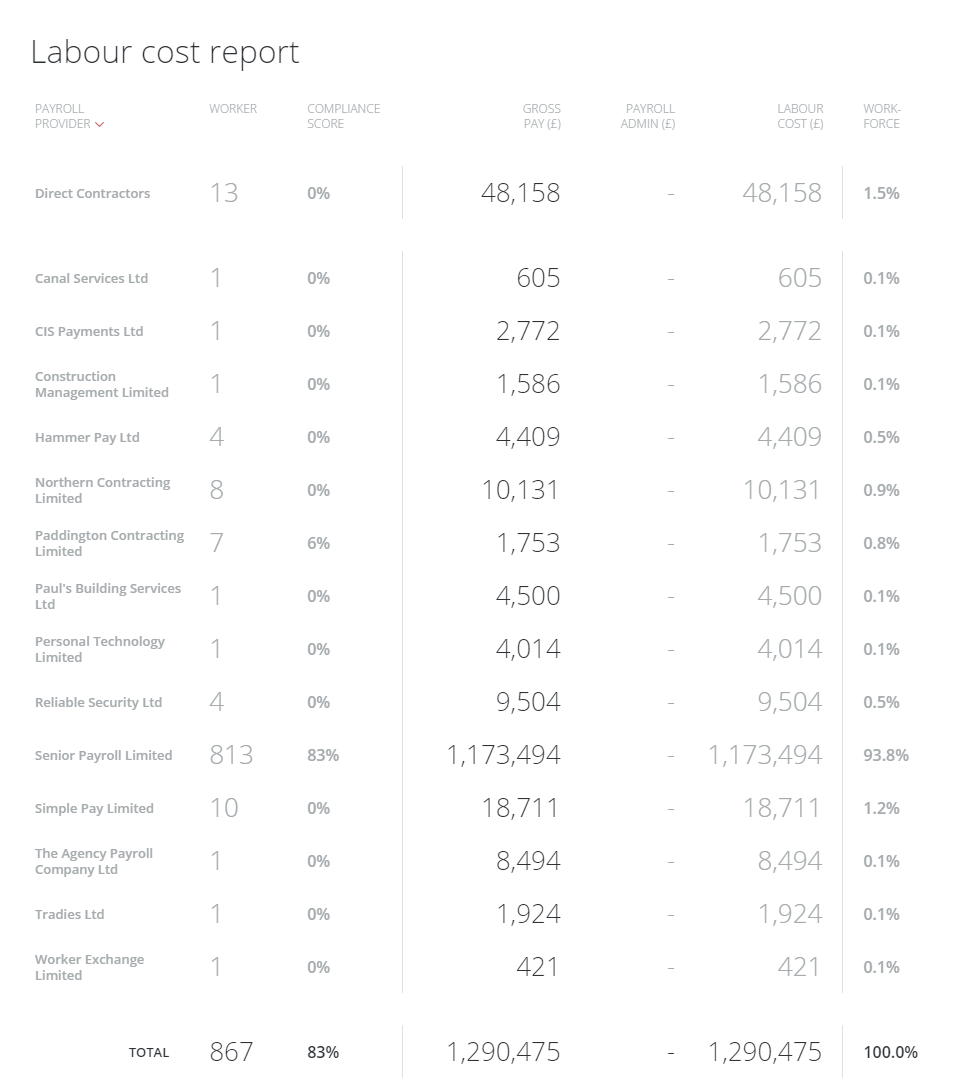 Labour cost report
PAYROLL PROVIDER WORKER COMPLIANCE SCORE GROSS PAY (£) PAYROLL ADMIN (£) LABOUR COST (£) WORK-FORCE
Direct Contractors 13 0% 48,158 - 48,158 1.5%
Canal Services Ltd 1 0% 605 - 605 0.1%
CIS Payments Ltd 1 0% 2,772 - 2,772 0.1%
Construction Management Limited 1 0% 1,586 - 1,586 0.1%
Hammer Pay Ltd 4 0% 4,409 - 4,409 0.5%
Northern Contracting Limited 8 0% 10,131 - 10,131 0.9%
Paddington Contracting Limited 7 6% 1,753 - 1,753 0.8%
Paul's Building Services Ltd 1 0% 4,500 - 4,500 0.1%
Personal Technology Limited 1 0% 4,014 - 4,014 0.1%
Reliable Security Ltd 4 0% 9,504 - 9,504 0.5%
Senior Payroll Limited 813 83% 1,173,494 - 1,173,494 93.8%
Simple Pay Limited 10 0% 18,711 - 18,711 1.2%
The Agency Payroll Company Ltd 1 0% 8,494 - 8,494 0.1%
Tradies Ltd 1 0% 1,924 - 1,924 0.1%
Worker Exchange Limited 1 0% 421 - 421 0.1%
TOTAL 867 83% 1,290,475 - 1,290,475 100.0%